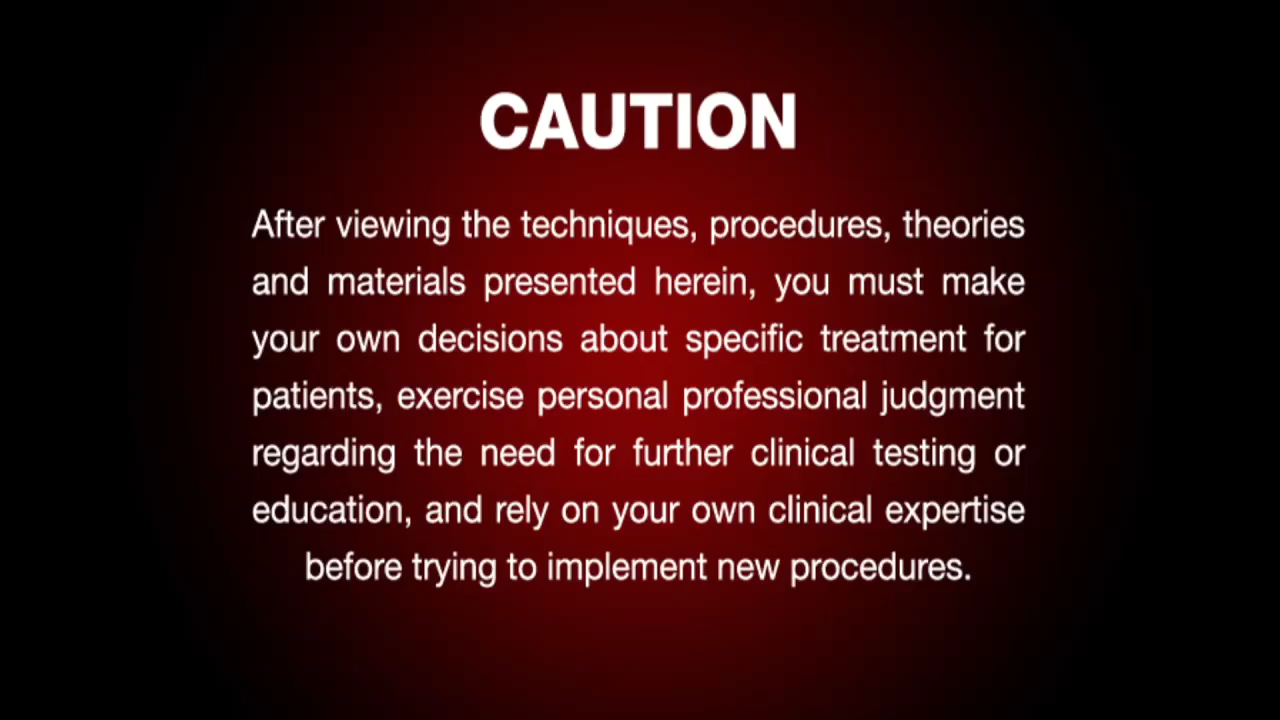 CAUTION
After viewing the techniques, procedures, theories
and materials presented herein, you must make
your own decisions about specific treatment for
patients, exercise personal professional judgment
regarding the need for further clinical testing or
education, and rely on your own clinical expertise
before trying to implement new procedures.